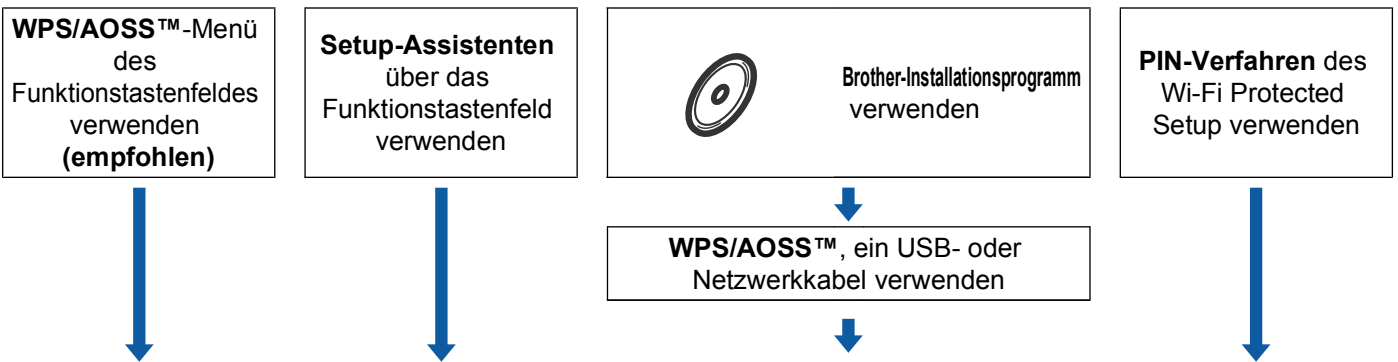 WPS/AOSS™-Menü
des
Funktionstastenfeldes
verwenden
(empfohlen)
Setup-Assistenten
über das
Funktionstastenfeld
verwenden
Brother-Installationsprogramm
verwenden
PIN-Verfahren des
Wi-Fi Protected
Setup verwenden
WPS/AOSS™, ein USB- oder
Netzwerkkabel verwenden